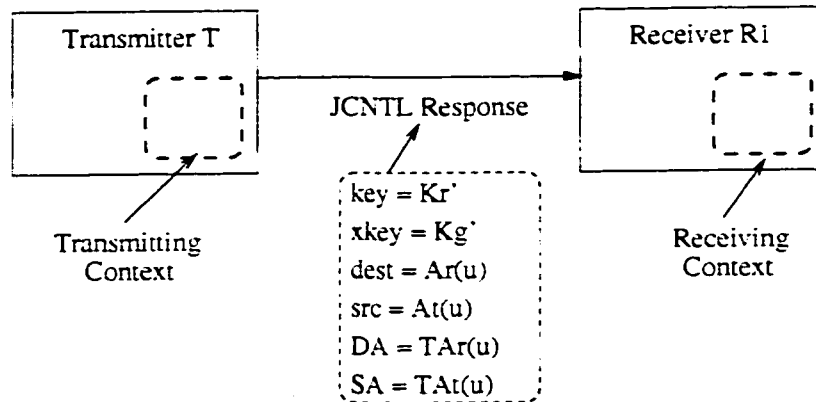 Transmitter T
Receiver Ri
JCNTL Response
key = Kr'
xkey = Kg'
dest = Ar(u)
src = At(u)
DA = TAr(u)
SA = TAt(u)
Transmitting
Context
Receiving
Context